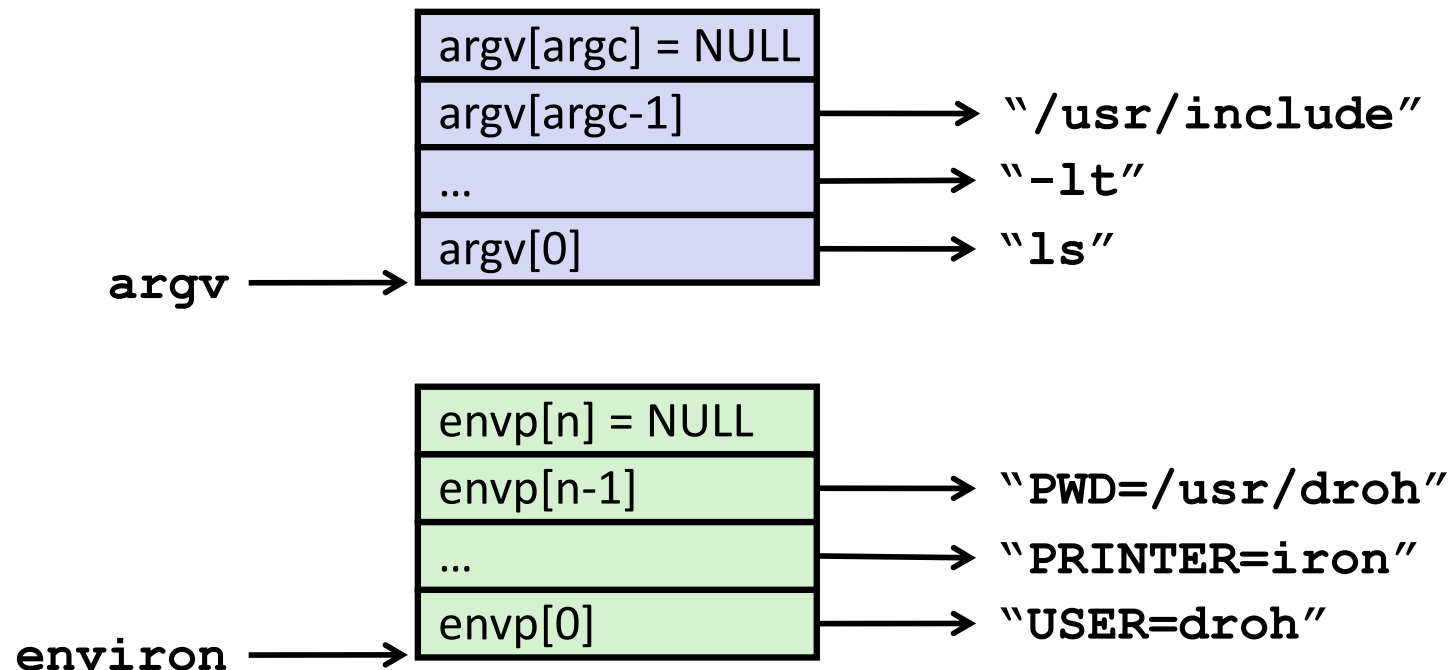 argv[argc] = NULL
argv[argc-1] “/usr/include”
… “-lt”
argv[0] “ls”
argv
envp[n] = NULL
envp[n-1] “PWD=/usr/droh”
… “PRINTER=iron”
envp[0] “USER=droh”
environ